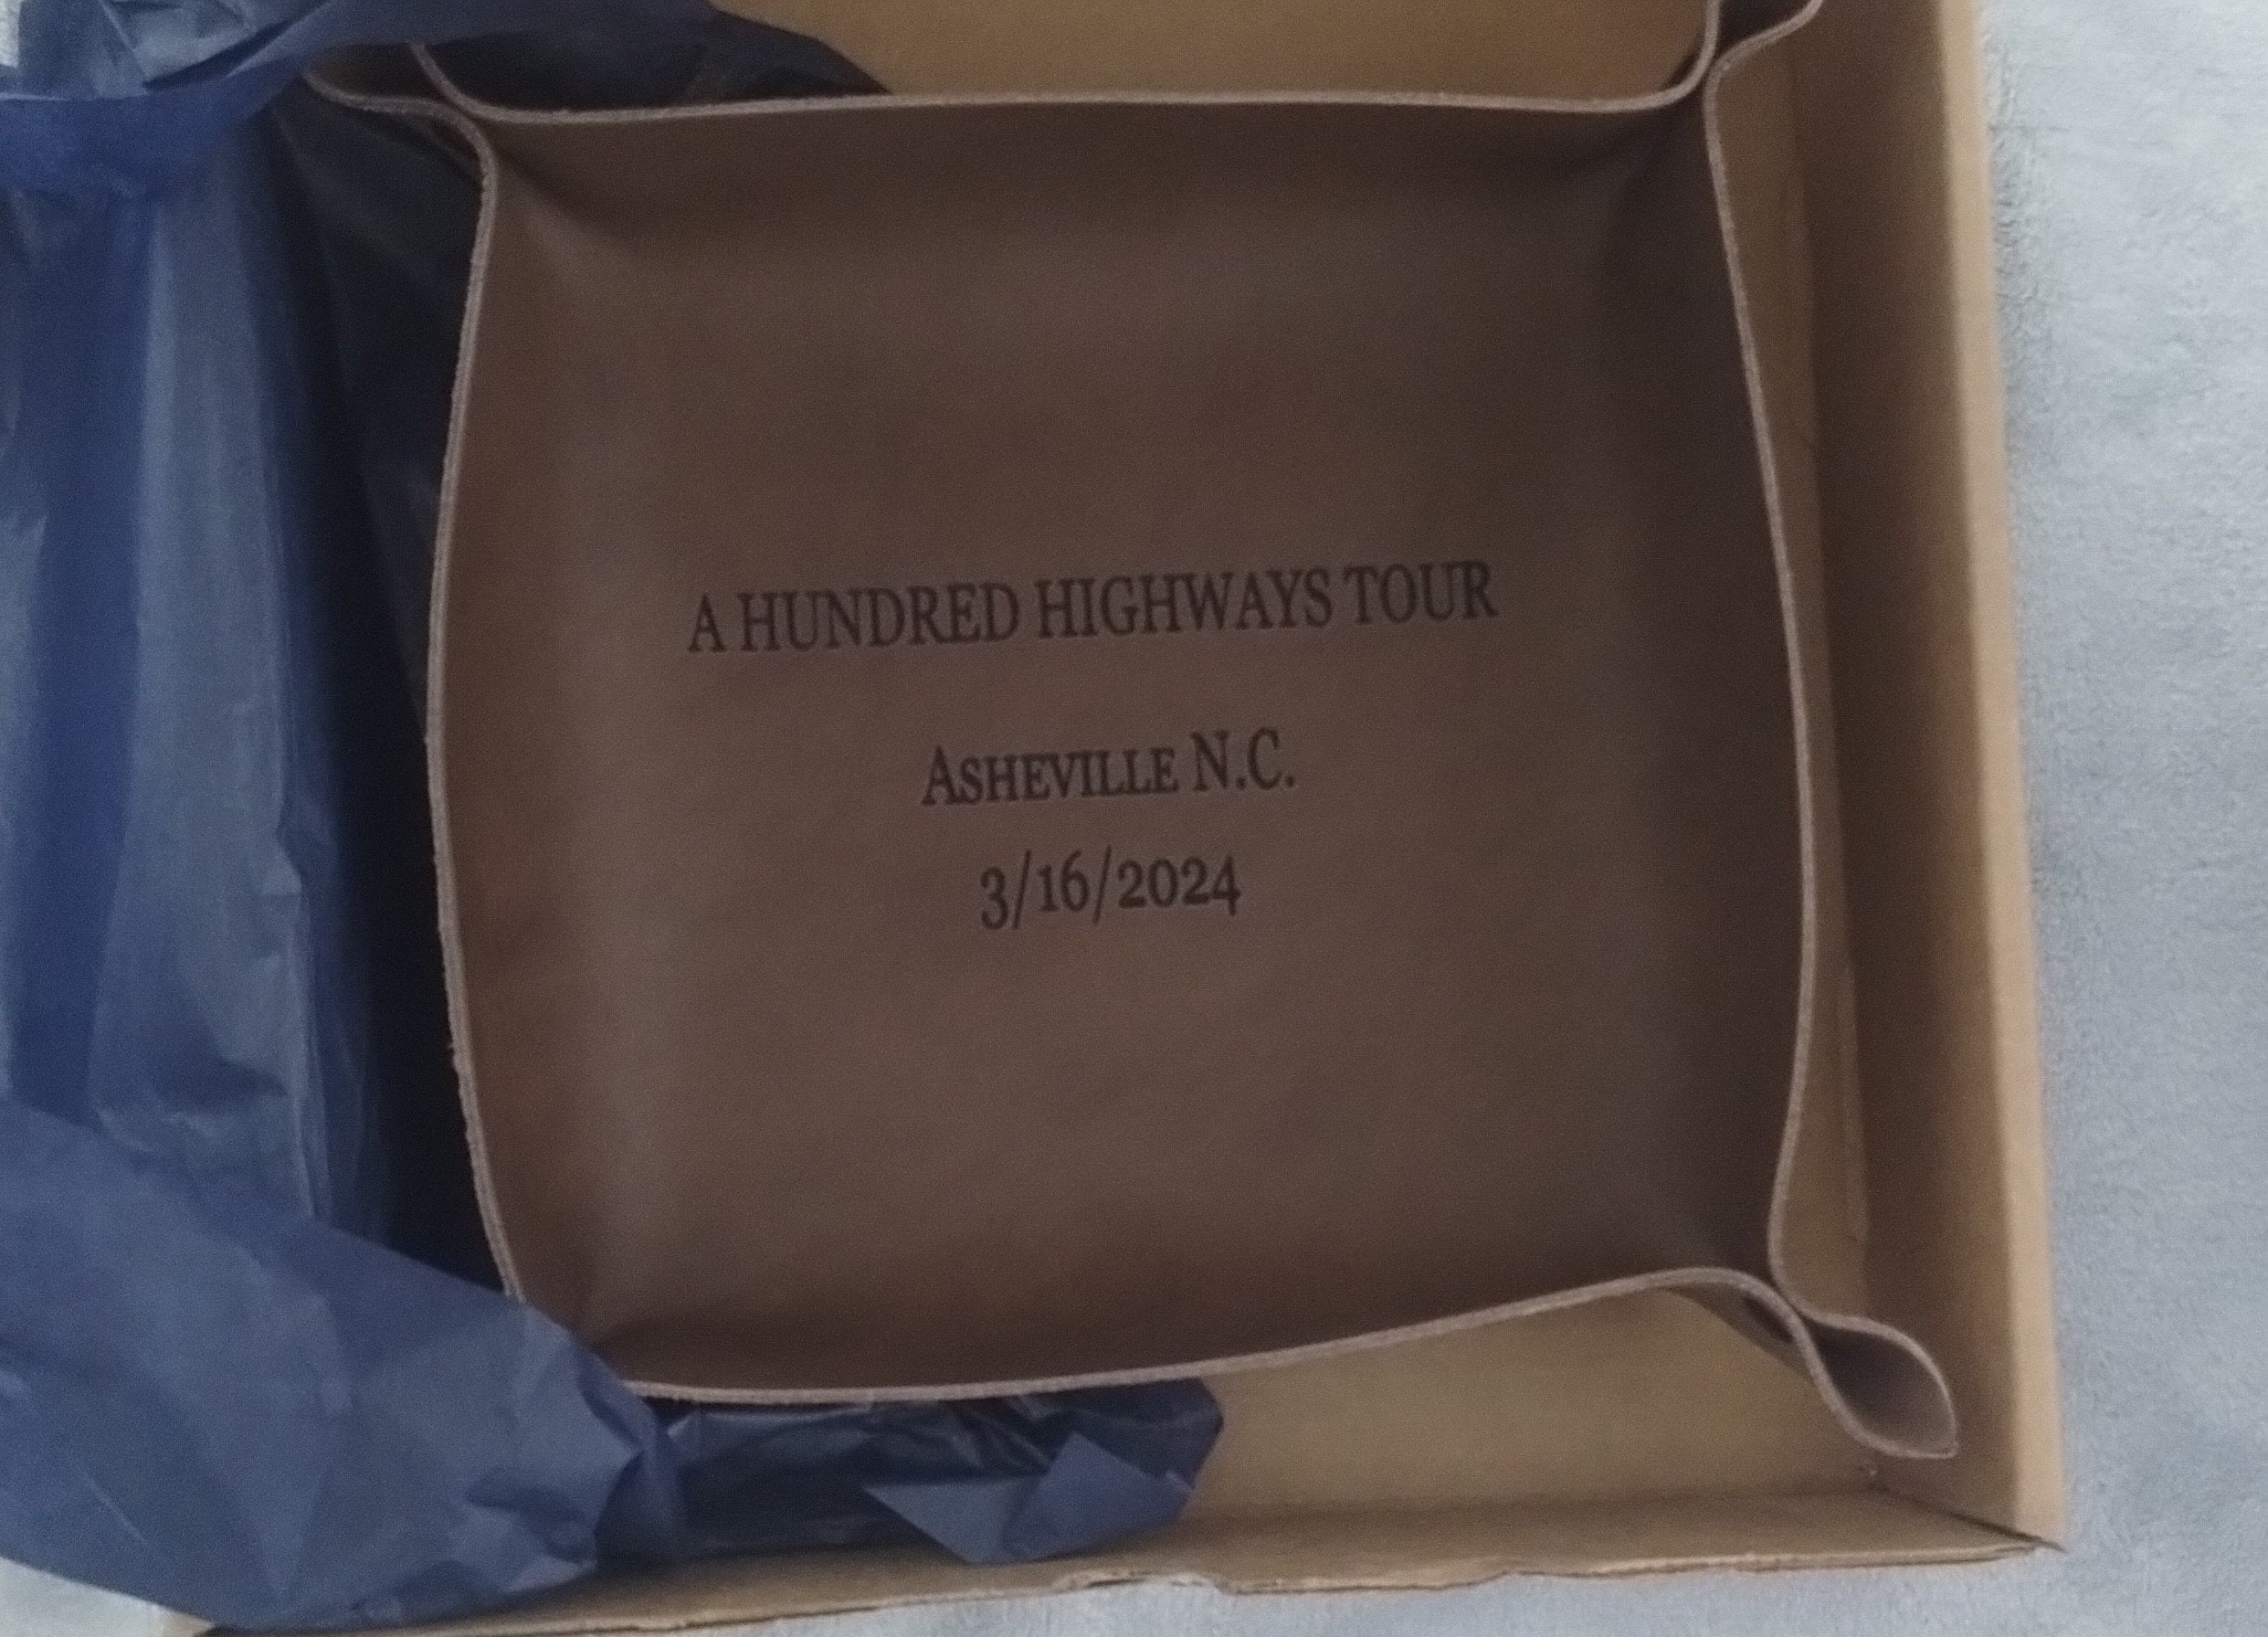 A HUNDRED HIGHWAYS TOUR
ASHEVILLE N.C.
3/16/2024